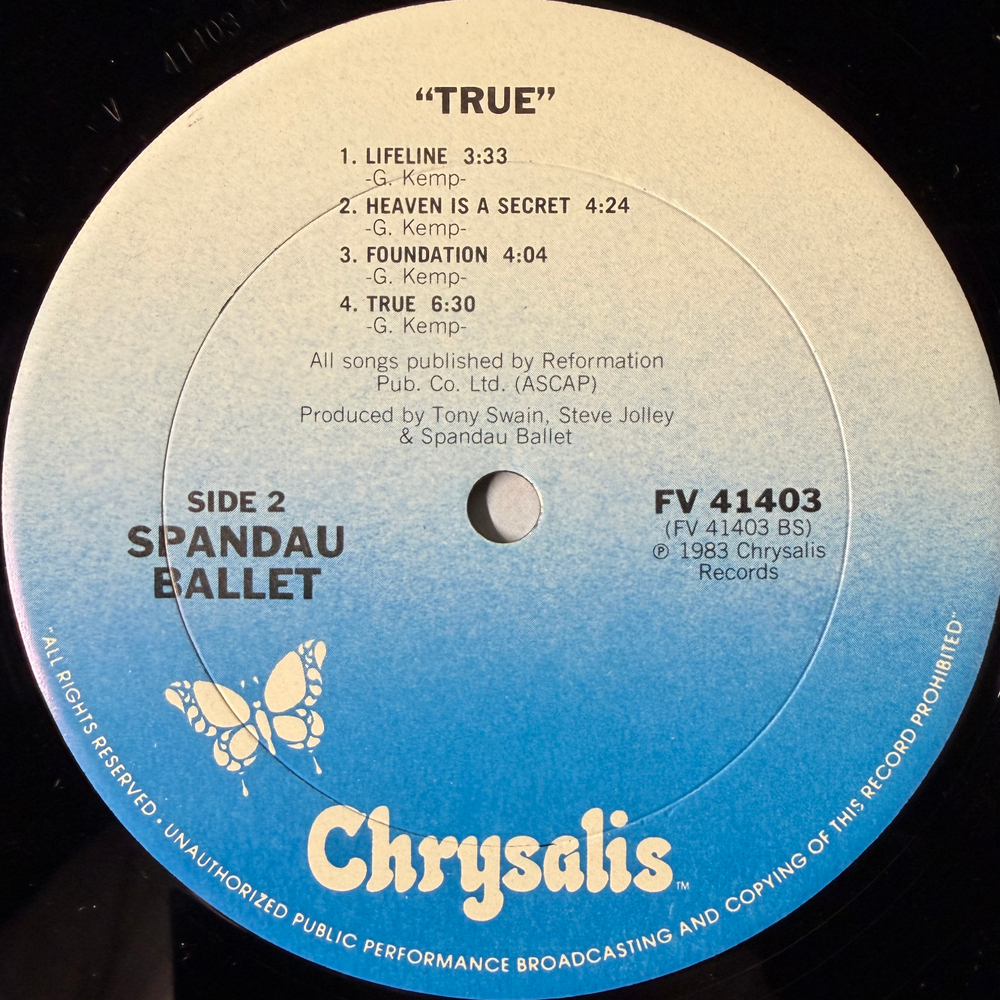 “TRUE”
1. LIFELINE 3:33
-G. Kemp-
2. HEAVEN IS A SECRET 4:24
-G. Kemp-
3. FOUNDATION 4:04
-G. Kemp-
4. TRUE 6:30
-G. Kemp-
All songs published by Reformation
Pub. Co. Ltd. (ASCAP)
Produced by Tony Swain, Steve Jolley
& Spandau Ballet
SIDE 2
SPANDAU
BALLET
FV 41403
(FV 41403 BS)
℗ 1983 Chrysalis
Records
Chrysalis™
"ALL RIGHTS RESERVED • UNAUTHORIZED PUBLIC PERFORMANCE BROADCASTING AND COPYING OF THIS RECORD PROHIBITED"